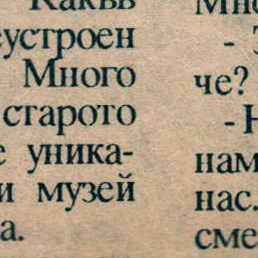 Какъв
еустроен
Много
старото
е уника-
и музей
а.
Мно
-
че?
- Н
нам
нас.
сме